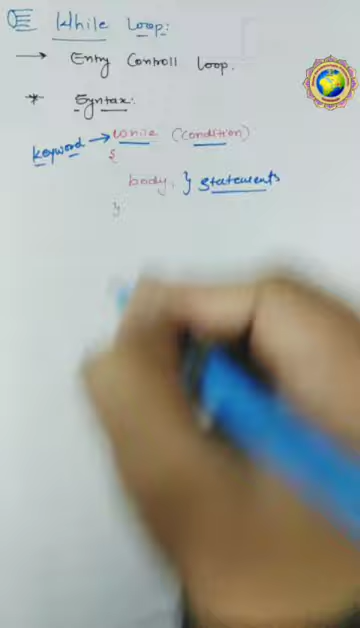 While Loop:
→ Entry Controll Loop.
* Syntax:
keyword → while (condition)
{
body, } statements
}